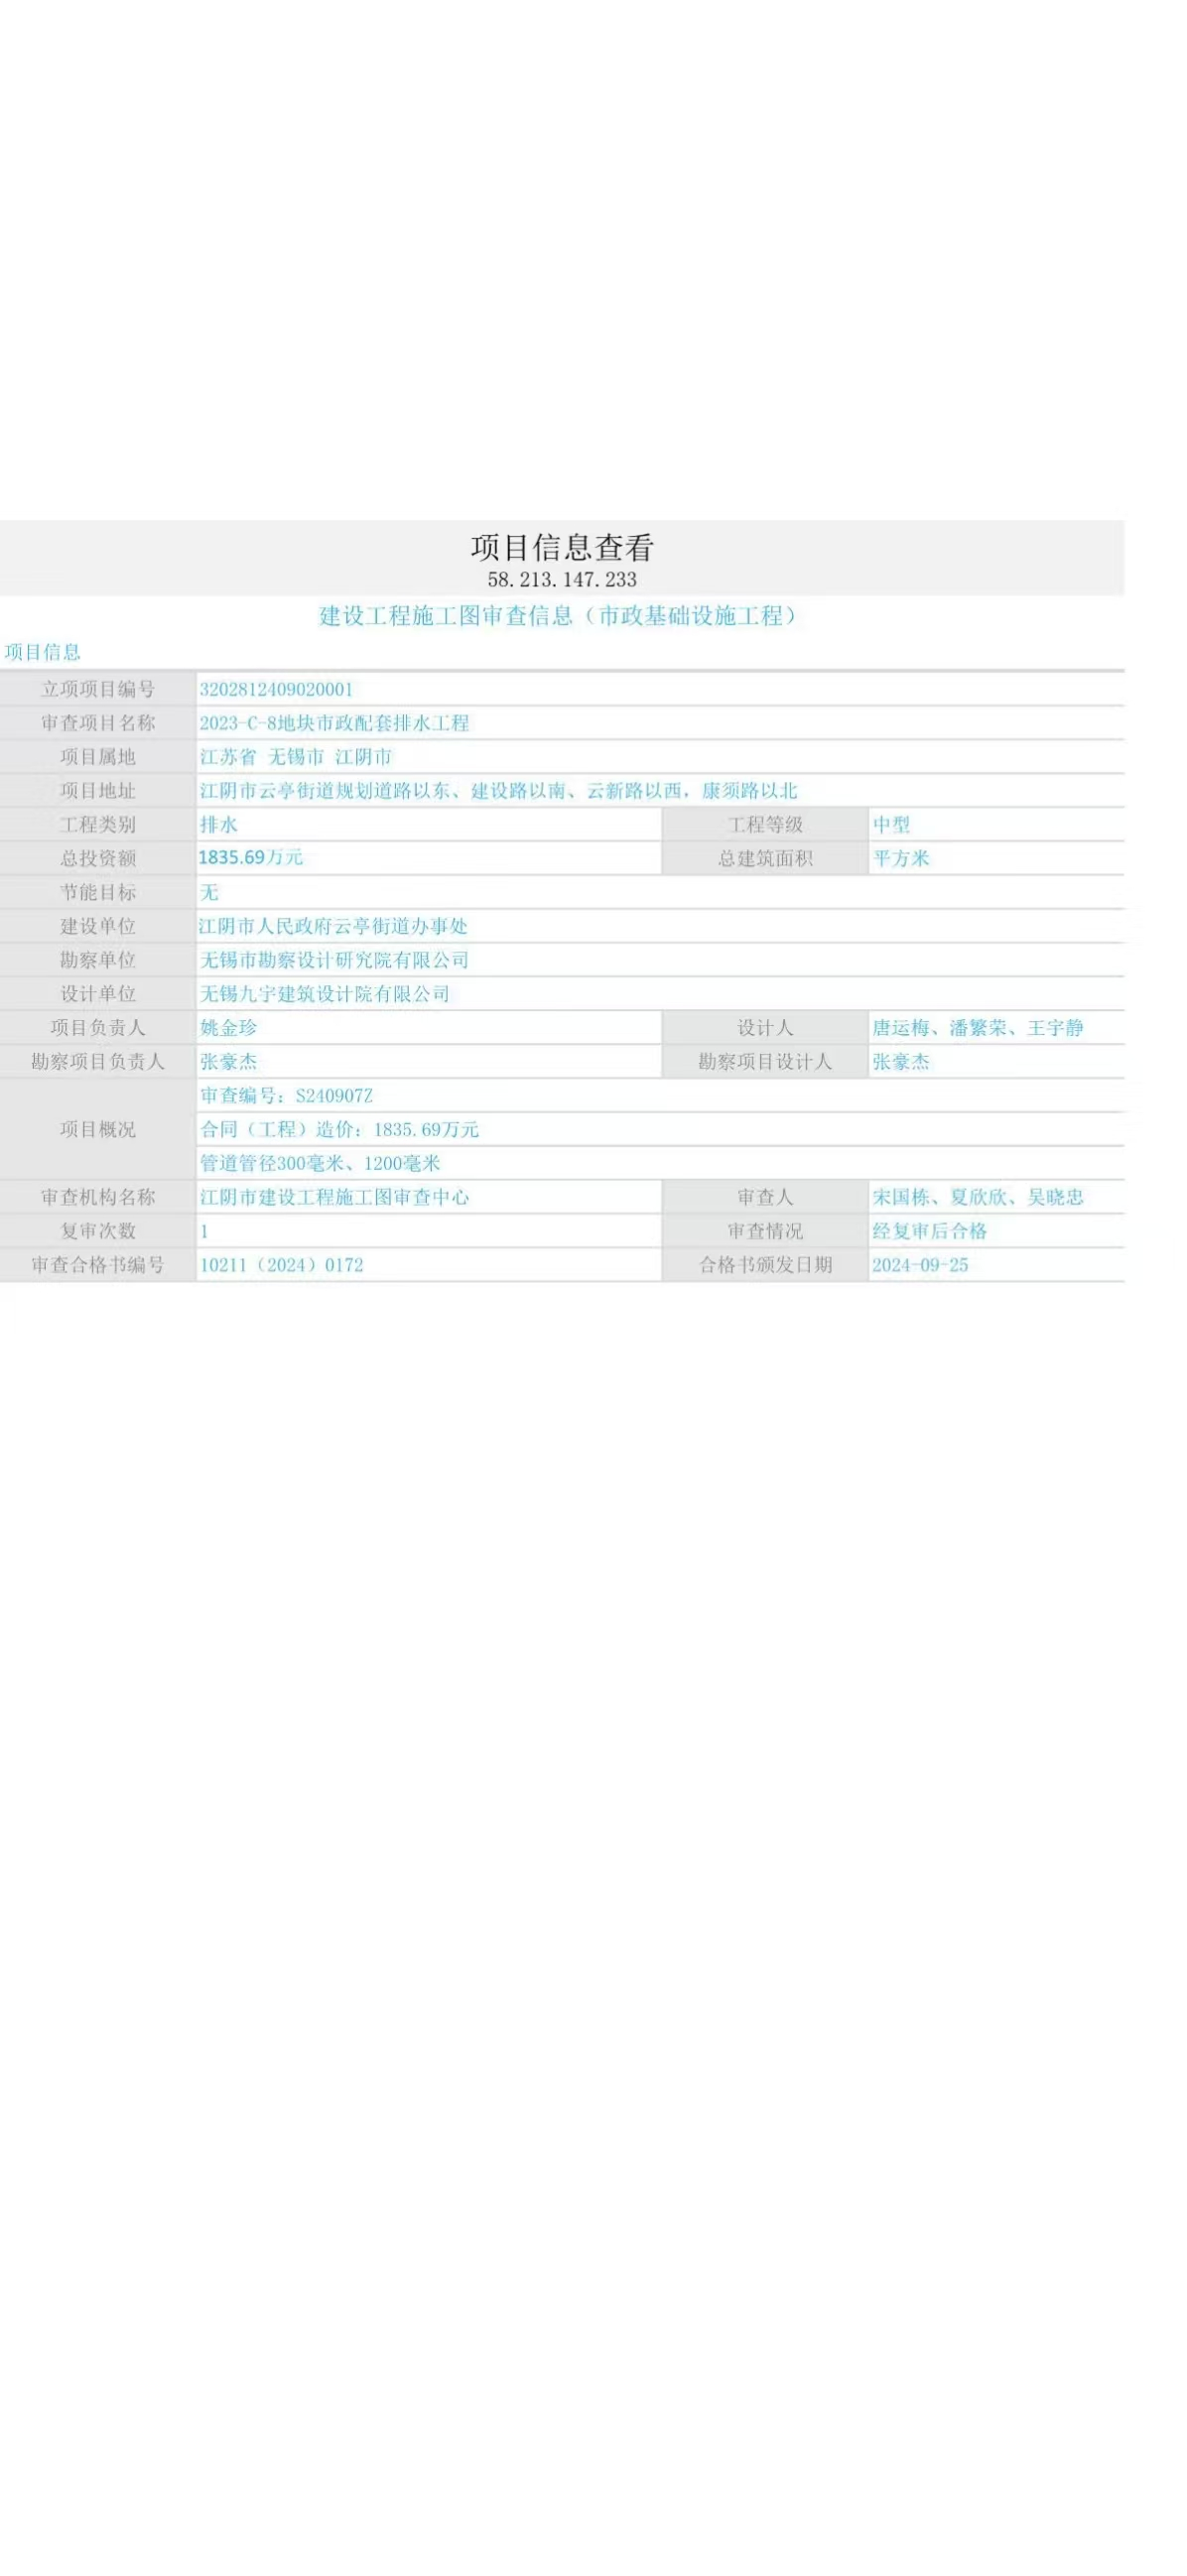 项目信息查看
58.213.147.233
建设工程施工图审查信息（市政基础设施工程）
项目信息
立项项目编号 3202812409020001
审查项目名称 2023-C-8地块市政配套排水工程
项目属地 江苏省 无锡市 江阴市
项目地址 江阴市云亭街道规划道路以东、建设路以南、云新路以西，康须路以北
工程类别 排水 工程等级 中型
总投资额 1835.69万元 总建筑面积 平方米
节能目标 无
建设单位 江阴市人民政府云亭街道办事处
勘察单位 无锡市勘察设计研究院有限公司
设计单位 无锡九宇建筑设计院有限公司
项目负责人 姚金珍 设计人 唐运梅、潘繁荣、王宇静
勘察项目负责人 张豪杰 勘察项目设计人 张豪杰
项目概况
审查编号：S240907Z
合同（工程）造价：1835.69万元
管道管径300毫米、1200毫米
审查机构名称 江阴市建设工程施工图审查中心 审查人 宋国栋、夏欣欣、吴晓忠
复审次数 1 审查情况 经复审后合格
审查合格书编号 10211（2024）0172 合格书颁发日期 2024-09-25